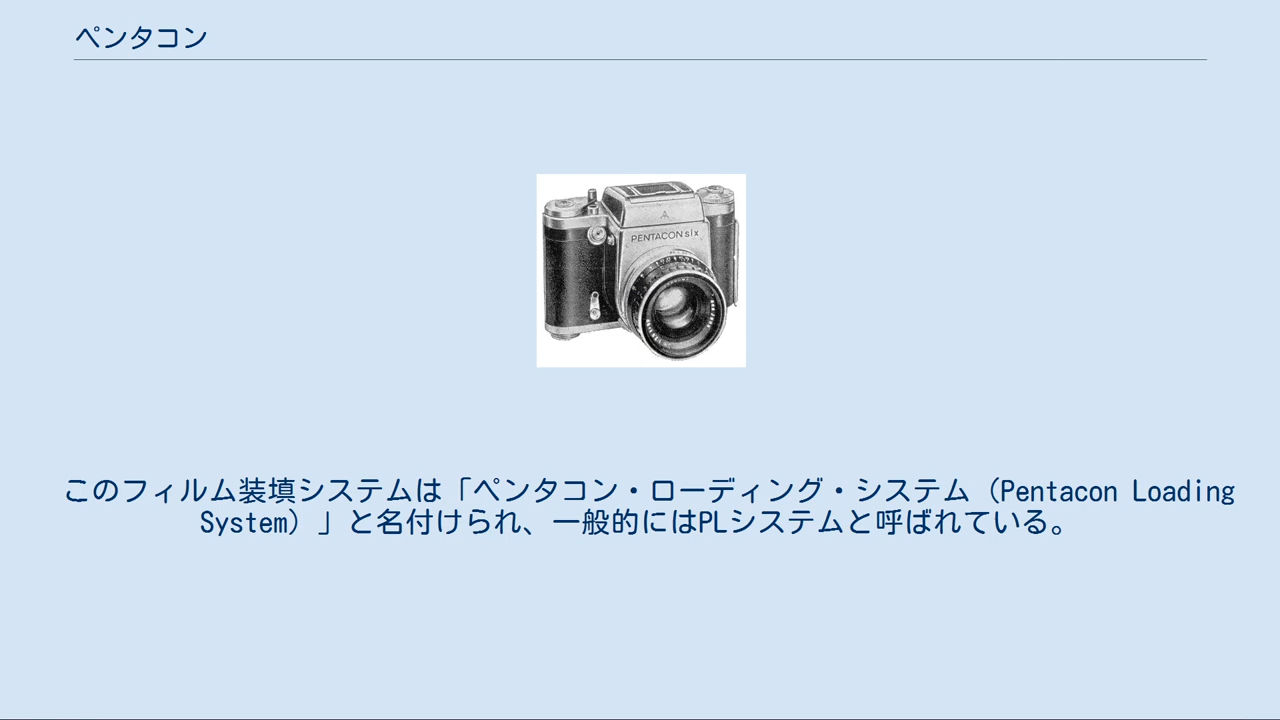 ペンタコン
PENTACON six
このフィルム装填システムは「ペンタコン・ローディング・システム（Pentacon Loading
System）」と名付けられ、一般的にはPLシステムと呼ばれている。